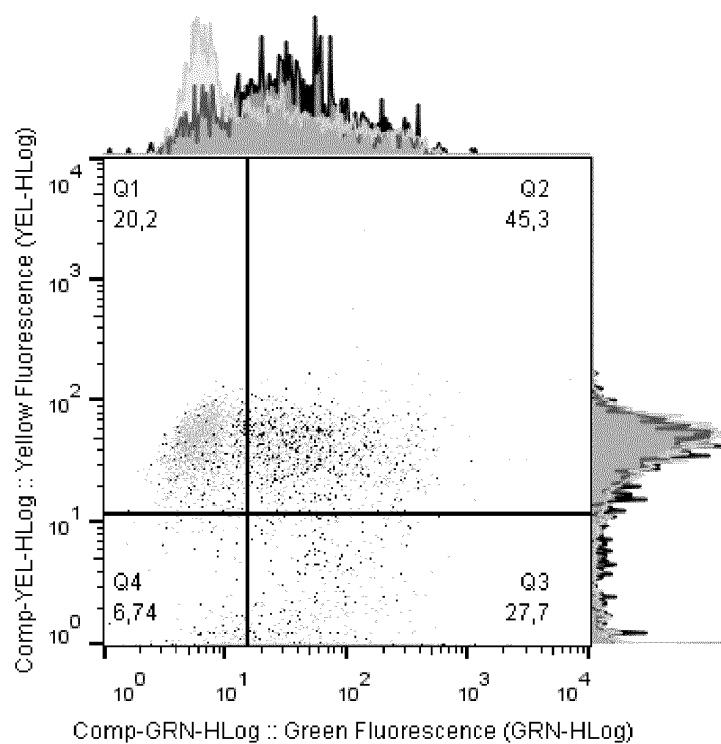 Q1
20,2
Q2
45,3
Q4
6,74
Q3
27,7
10^4
10^3
10^2
10^1
10^0
10^0
10^1
10^2
10^3
10^4
Comp-YEL-HLog :: Yellow Fluorescence (YEL-HLog)
Comp-GRN-HLog :: Green Fluorescence (GRN-HLog)